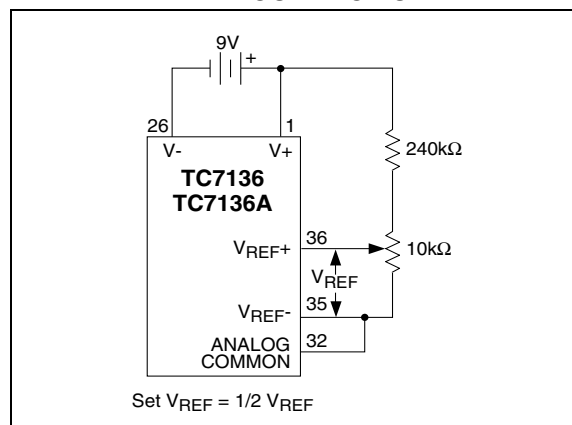 9V
+
26
1
V-
V+
TC7136
TC7136A
240kΩ
VREF+
36
10kΩ
VREF
VREF-
35
ANALOG
COMMON
32
Set VREF = 1/2 VREF